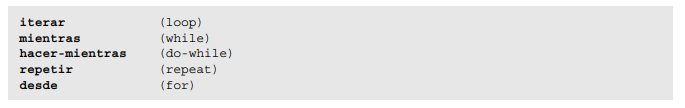 iterar (loop)
mientras (while)
hacer-mientras (do-while)
repetir (repeat)
desde (for)